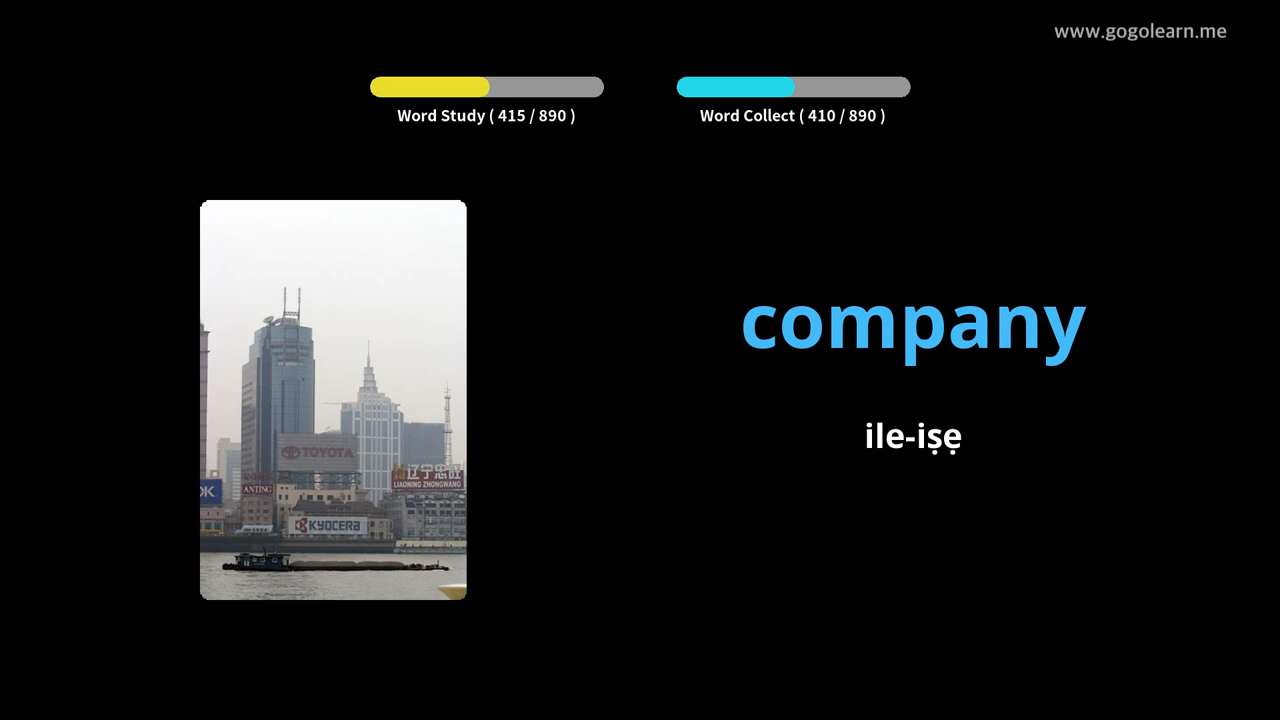 www.gogolearn.me
Word Study ( 415 / 890 )
Word Collect ( 410 / 890 )
company
ile-iṣẹ
TOYOTA
辽宁忠旺
LIAONING ZHONGWANG
OK
ANTING
KYOCERA